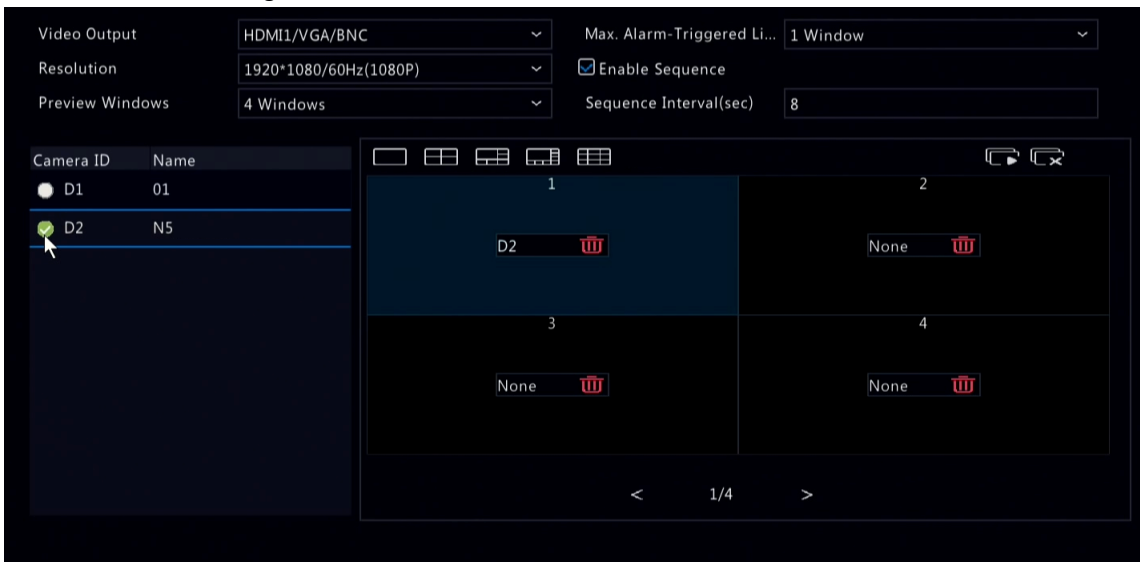 Video Output HDMI1/VGA/BNC Max. Alarm-Triggered Li... 1 Window
Resolution 1920*1080/60Hz(1080P) Enable Sequence
Preview Windows 4 Windows Sequence Interval(sec) 8
Camera ID Name
D1 01
D2 N5
1 2
D2 None
3 4
None None
< 1/4 >